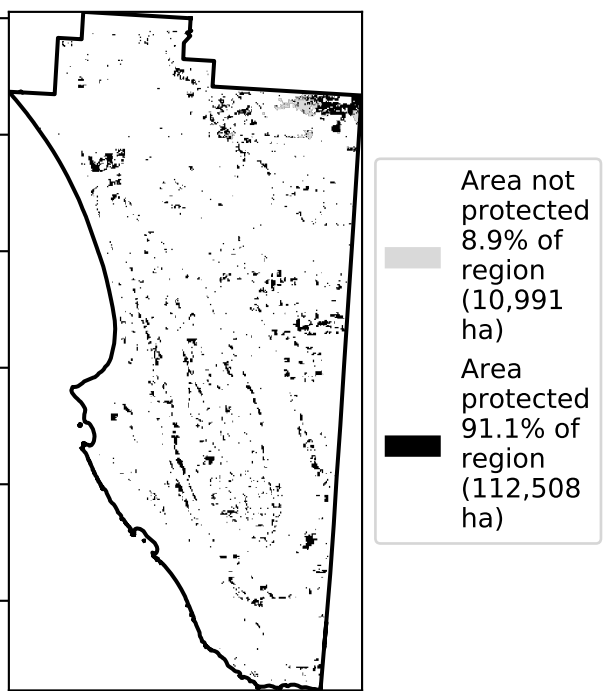 Area not
protected
8.9% of
region
(10,991
ha)
Area
protected
91.1% of
region
(112,508
ha)